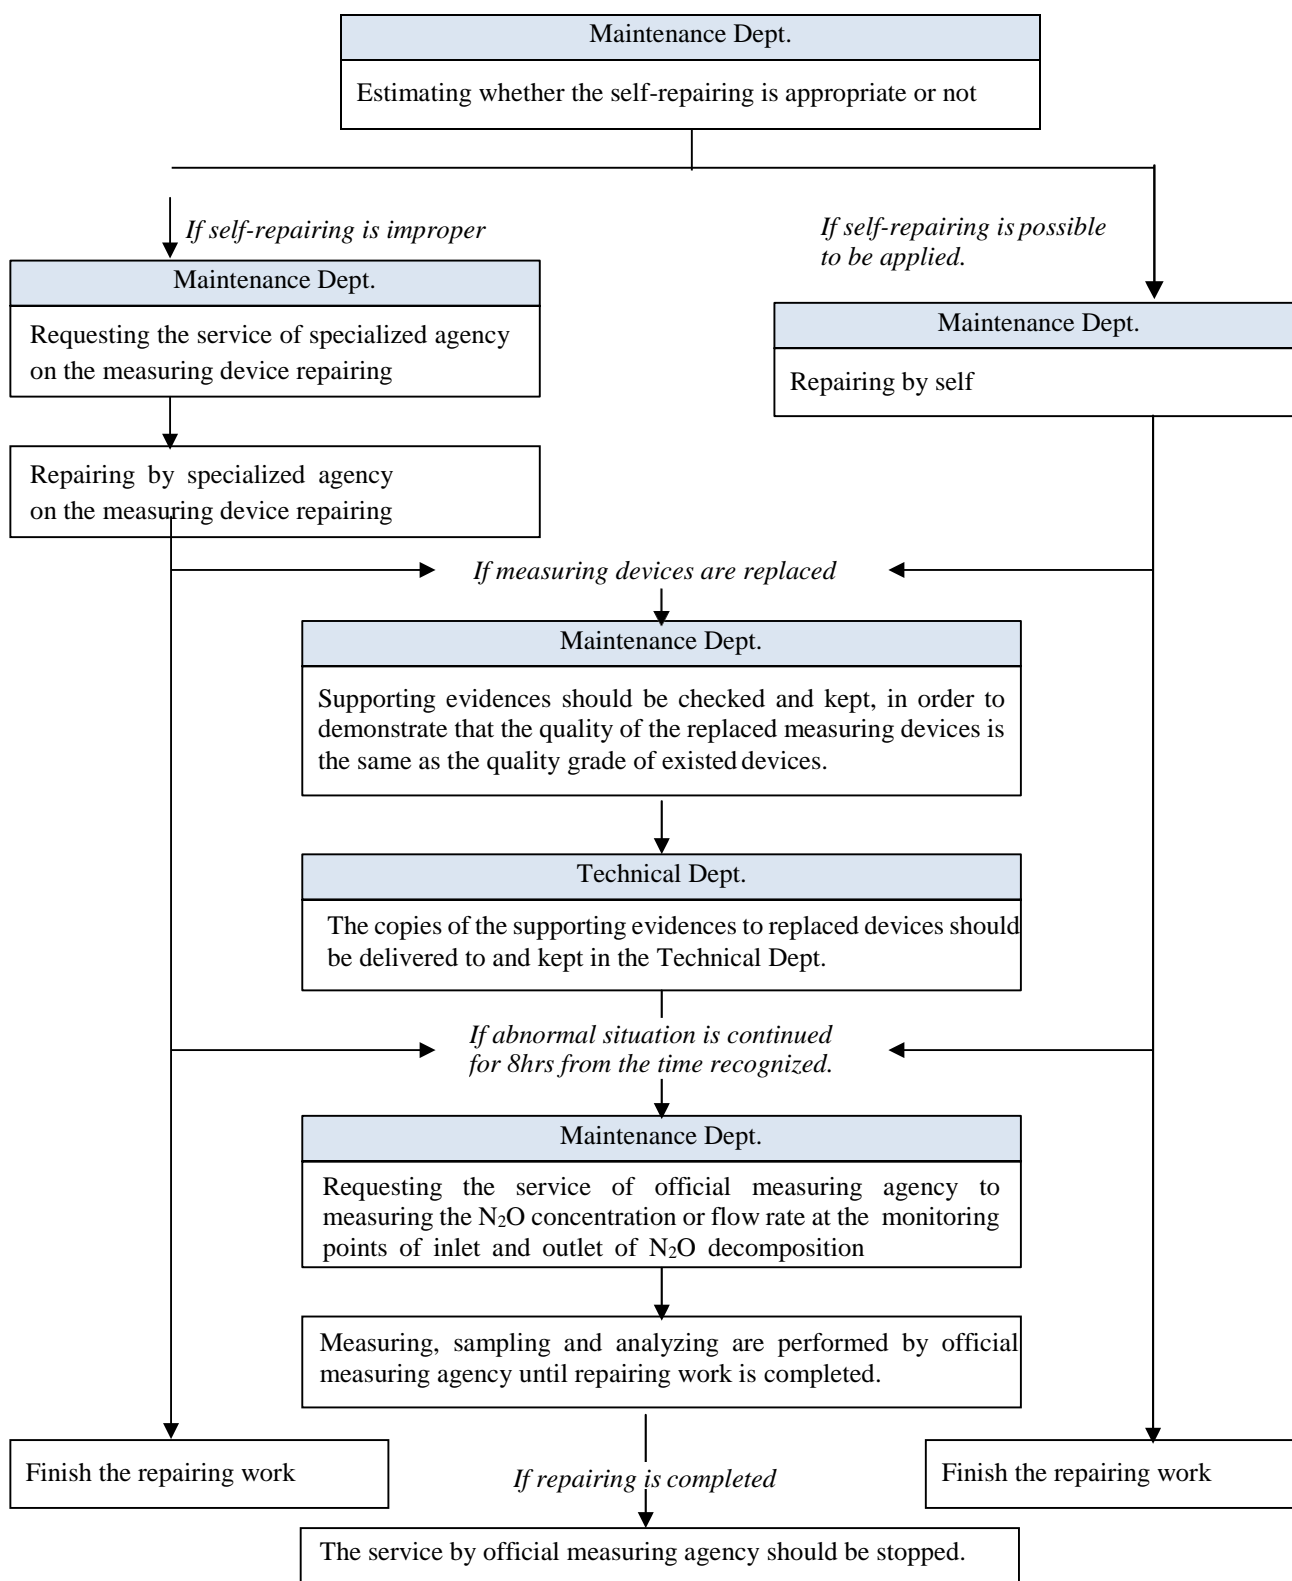 Maintenance Dept.
Estimating whether the self-repairing is appropriate or not
If self-repairing is improper
If self-repairing is possible
to be applied.
Maintenance Dept.
Requesting the service of specialized agency
on the measuring device repairing
Maintenance Dept.
Repairing by self
Repairing by specialized agency
on the measuring device repairing
If measuring devices are replaced
Maintenance Dept.
Supporting evidences should be checked and kept, in order to
demonstrate that the quality of the replaced measuring devices is
the same as the quality grade of existed devices.
Technical Dept.
The copies of the supporting evidences to replaced devices should
be delivered to and kept in the Technical Dept.
If abnormal situation is continued
for 8hrs from the time recognized.
Maintenance Dept.
Requesting the service of official measuring agency to
measuring the N₂O concentration or flow rate at the monitoring
points of inlet and outlet of N₂O decomposition
Measuring, sampling and analyzing are performed by official
measuring agency until repairing work is completed.
Finish the repairing work
If repairing is completed
Finish the repairing work
The service by official measuring agency should be stopped.